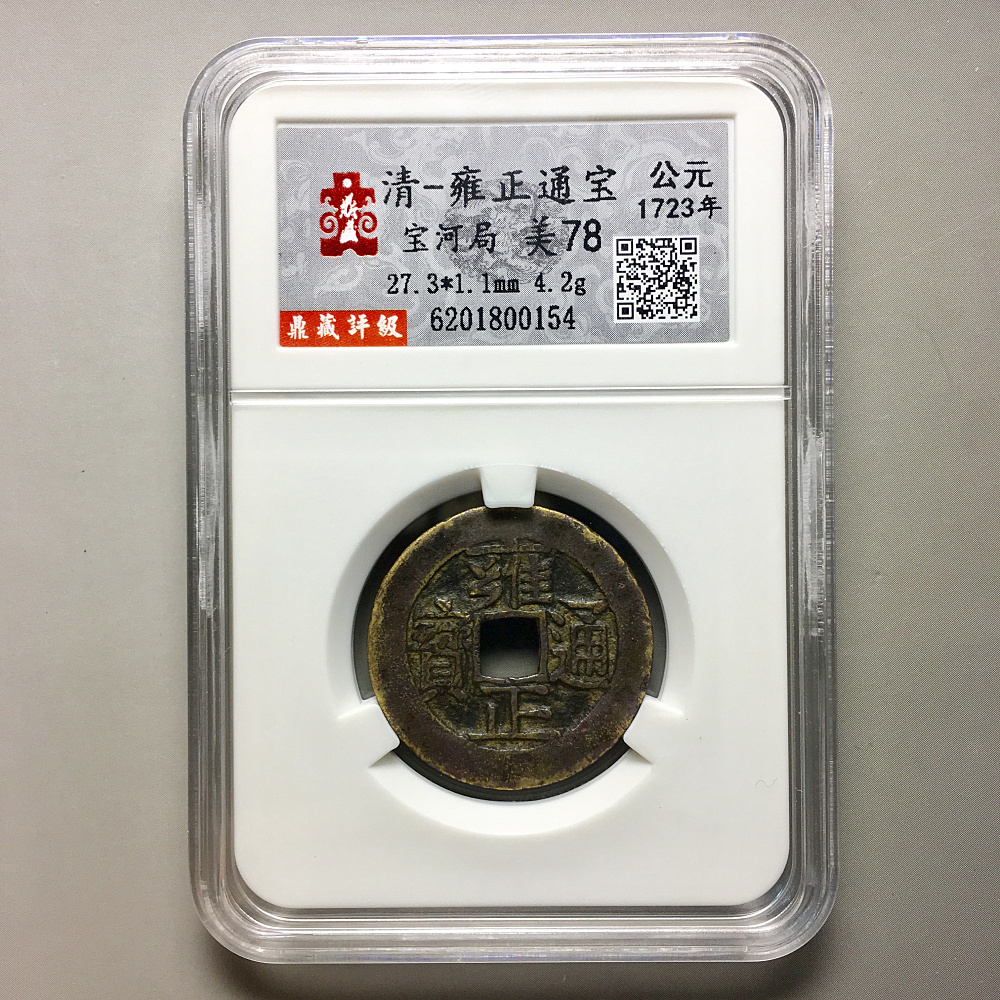 清-雍正通宝
公元
1723年
宝河局 美78
27.3*1.1mm 4.2g
鼎藏評級 6201800154
雍
寶 通
正